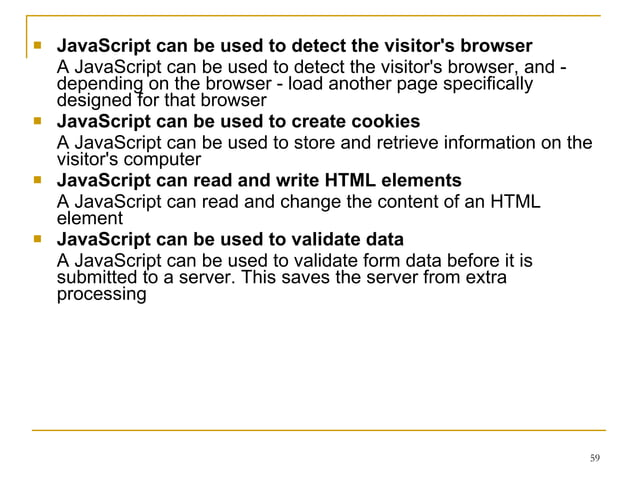 JavaScript can be used to detect the visitor's browser
A JavaScript can be used to detect the visitor's browser, and -
depending on the browser - load another page specifically
designed for that browser
JavaScript can be used to create cookies
A JavaScript can be used to store and retrieve information on the
visitor's computer
JavaScript can read and write HTML elements
A JavaScript can read and change the content of an HTML
element
JavaScript can be used to validate data
A JavaScript can be used to validate form data before it is
submitted to a server. This saves the server from extra
processing
59